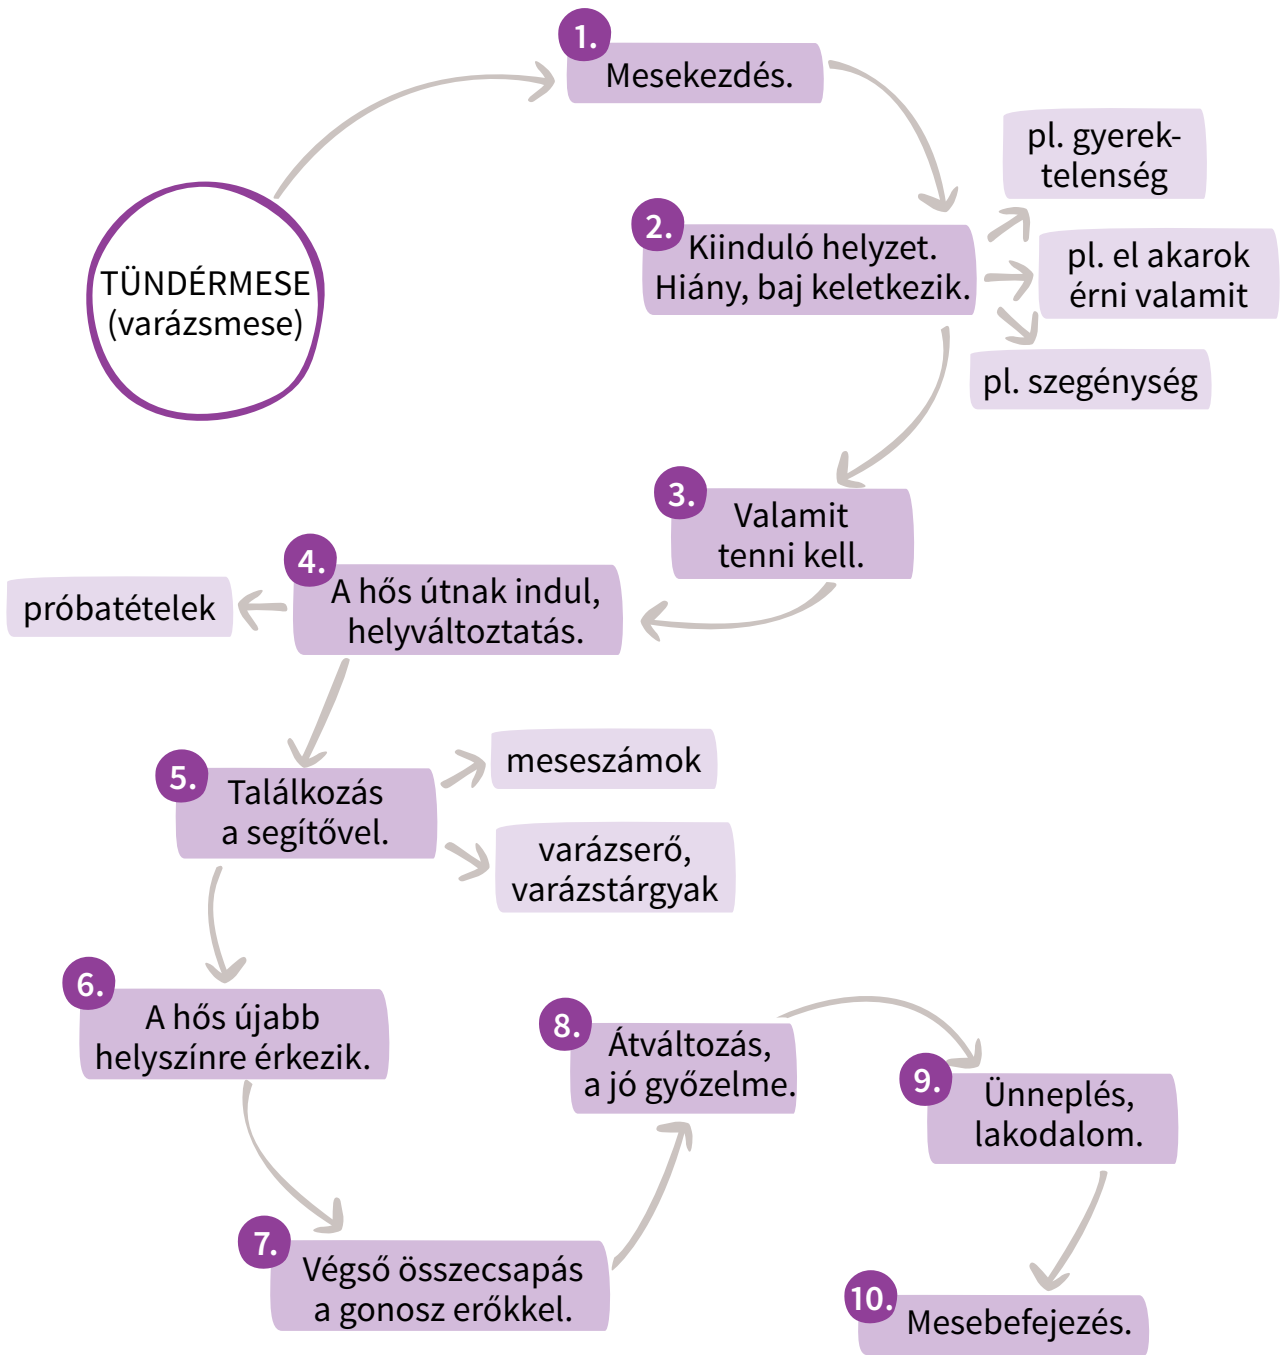 TÜNDÉRMESE
(varázsmese)
1.
Mesekezdés.
2.
Kiinduló helyzet.
Hiány, baj keletkezik.
pl. gyerek-
telenség
pl. el akarok
érni valamit
pl. szegénység
3.
Valamit
tenni kell.
4.
A hős útnak indul,
helyváltoztatás.
próbatételek
5.
Találkozás
a segítővel.
meseszámok
varázserő,
varázstárgyak
6.
A hős újabb
helyszínre érkezik.
7.
Végső összecsapás
a gonosz erőkkel.
8.
Átváltozás,
a jó győzelme.
9.
Ünneplés,
lakodalom.
10.
Mesebefejezés.